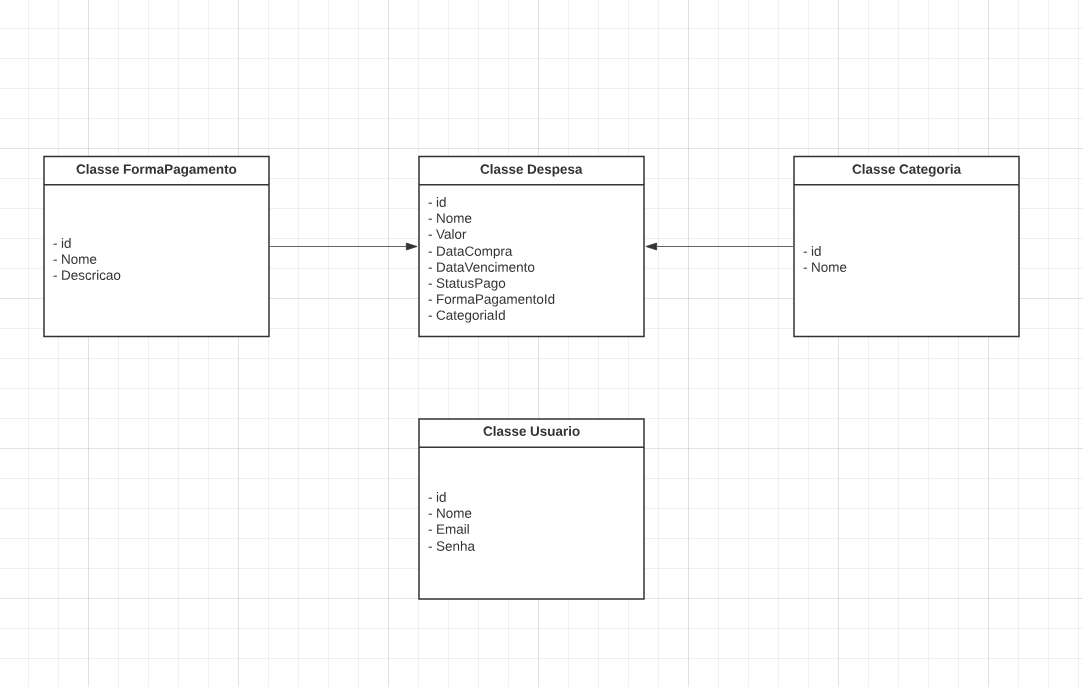 Classe FormaPagamento
- id
- Nome
- Descricao
Classe Despesa
- id
- Nome
- Valor
- DataCompra
- DataVencimento
- StatusPago
- FormaPagamentoId
- CategoriaId
Classe Categoria
- id
- Nome
Classe Usuario
- id
- Nome
- Email
- Senha